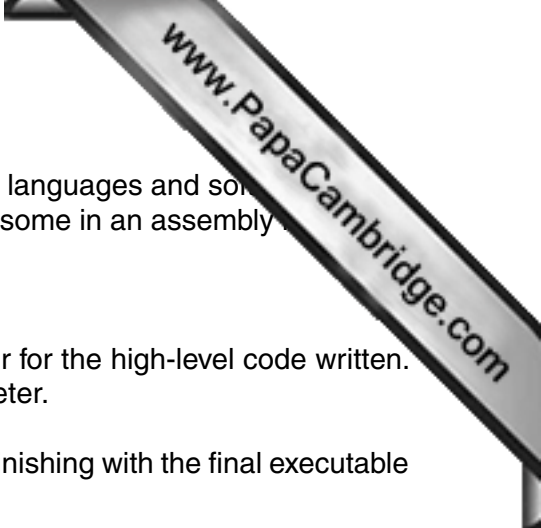 www.PapaCambridge.com
languages and
some in an assembly
r for the high-level code written.
eter.
nishing with the final executable